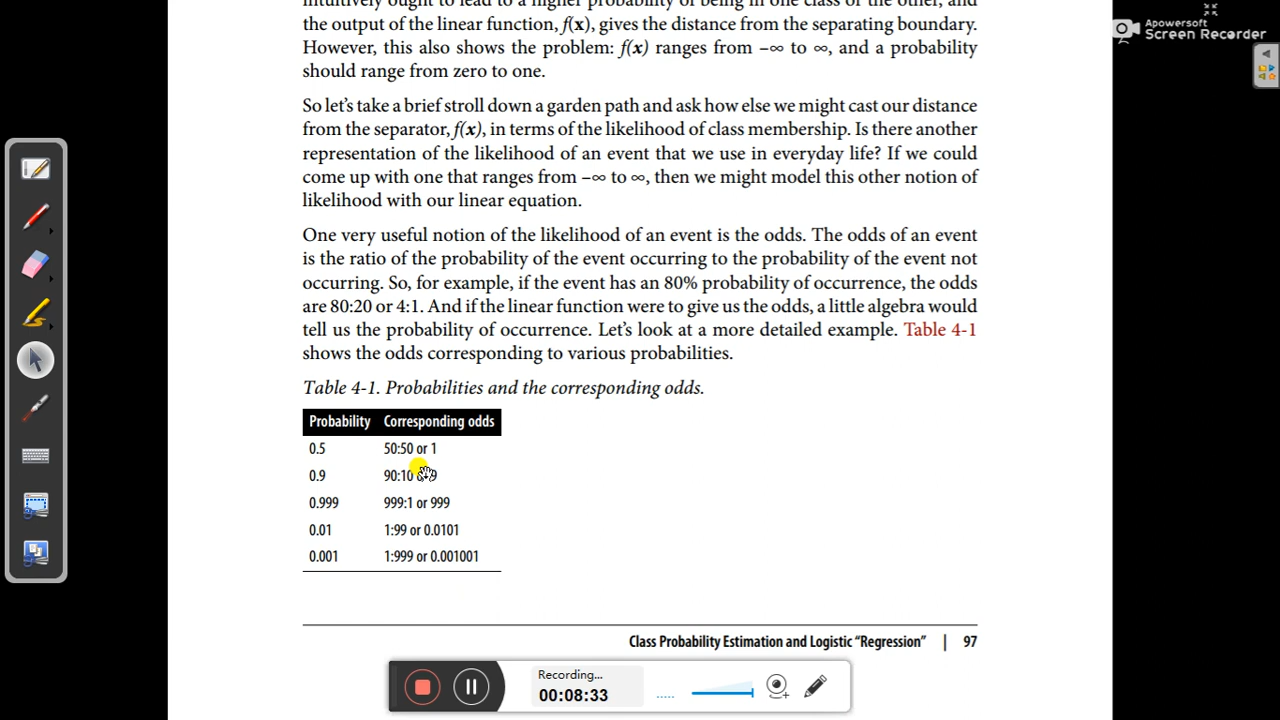 intuitively ought to lead to a higher probability of being in one class or the other, and
the output of the linear function, f(x), gives the distance from the separating boundary.
However, this also shows the problem: f(x) ranges from –∞ to ∞, and a probability
should range from zero to one.
So let’s take a brief stroll down a garden path and ask how else we might cast our distance
from the separator, f(x), in terms of the likelihood of class membership. Is there another
representation of the likelihood of an event that we use in everyday life? If we could
come up with one that ranges from –∞ to ∞, then we might model this other notion of
likelihood with our linear equation.
One very useful notion of the likelihood of an event is the odds. The odds of an event
is the ratio of the probability of the event occurring to the probability of the event not
occurring. So, for example, if the event has an 80% probability of occurrence, the odds
are 80:20 or 4:1. And if the linear function were to give us the odds, a little algebra would
tell us the probability of occurrence. Let’s look at a more detailed example. Table 4-1
shows the odds corresponding to various probabilities.
Table 4-1. Probabilities and the corresponding odds.
Probability Corresponding odds
0.5 50:50 or 1
0.9 90:10 9
0.999 999:1 or 999
0.01 1:99 or 0.0101
0.001 1:999 or 0.001001
Class Probability Estimation and Logistic “Regression” | 97
Apowersoft
Screen Recorder
Recording...
00:08:33